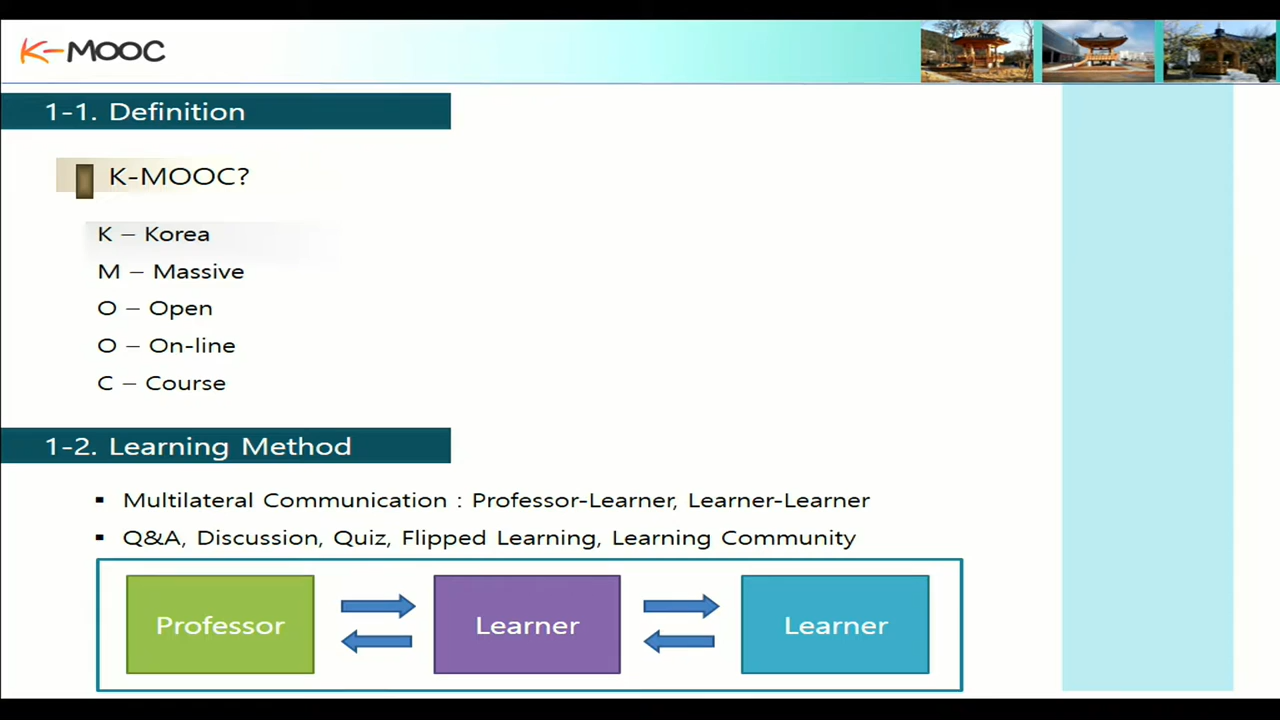 K-MOOC
1-1. Definition
K-MOOC?
K – Korea
M – Massive
O – Open
O – On-line
C – Course
1-2. Learning Method
▪ Multilateral Communication : Professor-Learner, Learner-Learner
▪ Q&A, Discussion, Quiz, Flipped Learning, Learning Community
Professor
Learner
Learner